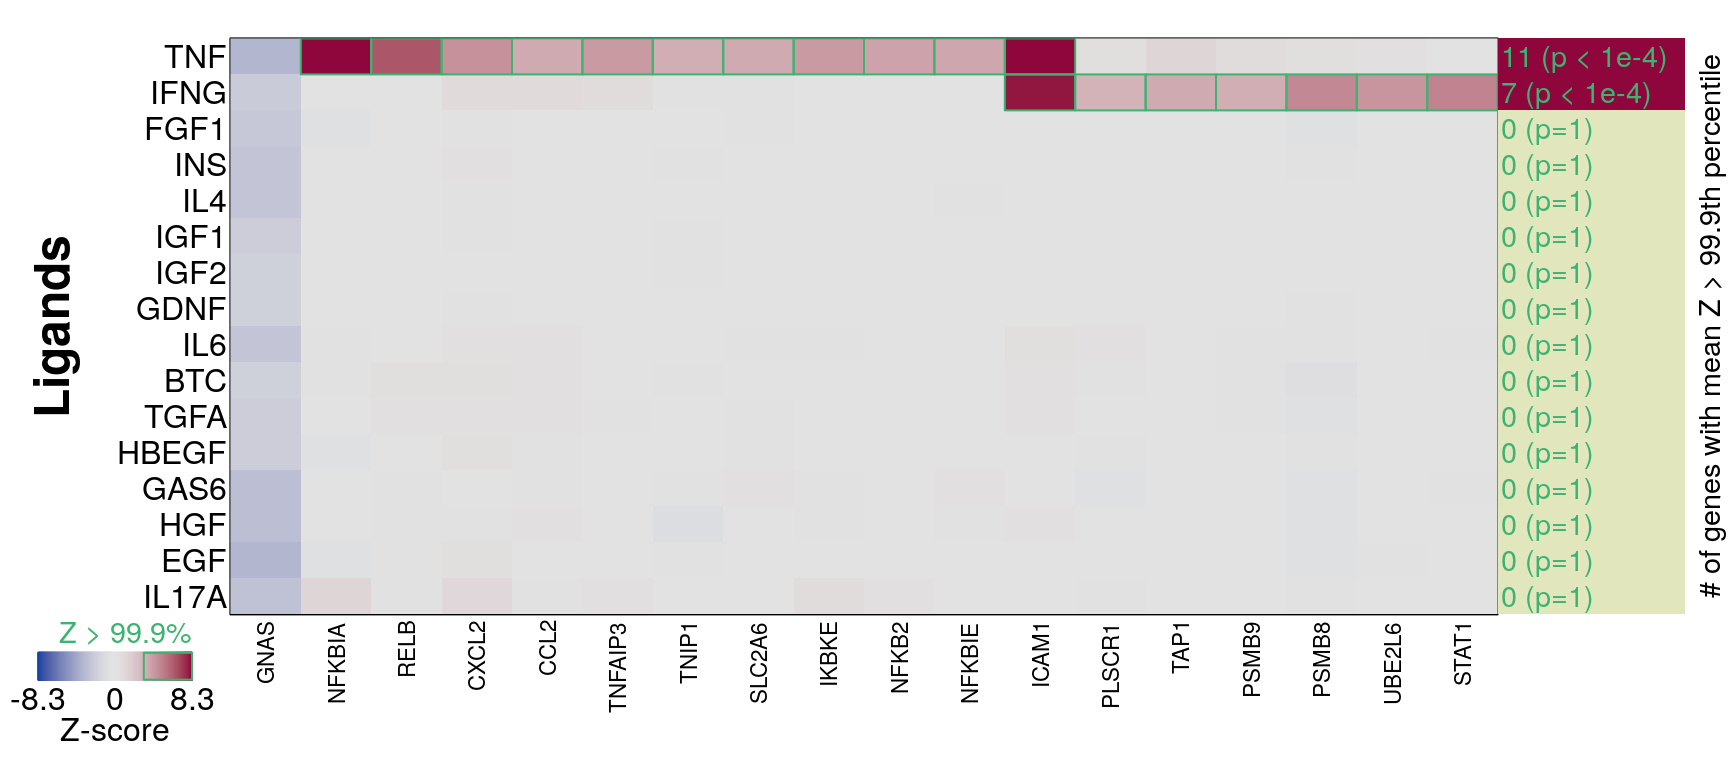 TNF 11 (p < 1e-4)
IFNG 7 (p < 1e-4)
FGF1 0 (p=1)
INS 0 (p=1)
IL4 0 (p=1)
IGF1 0 (p=1)
IGF2 0 (p=1)
GDNF 0 (p=1)
IL6 0 (p=1)
BTC 0 (p=1)
TGFA 0 (p=1)
HBEGF 0 (p=1)
GAS6 0 (p=1)
HGF 0 (p=1)
EGF 0 (p=1)
IL17A 0 (p=1)
Ligands
# of genes with mean Z > 99.9th percentile
GNAS
NFKBIA
RELB
CXCL2
CCL2
TNFAIP3
TNIP1
SLC2A6
IKBKE
NFKB2
NFKBIE
ICAM1
PLSCR1
TAP1
PSMB9
PSMB8
UBE2L6
STAT1
Z > 99.9%
-8.3 0 8.3
Z-score